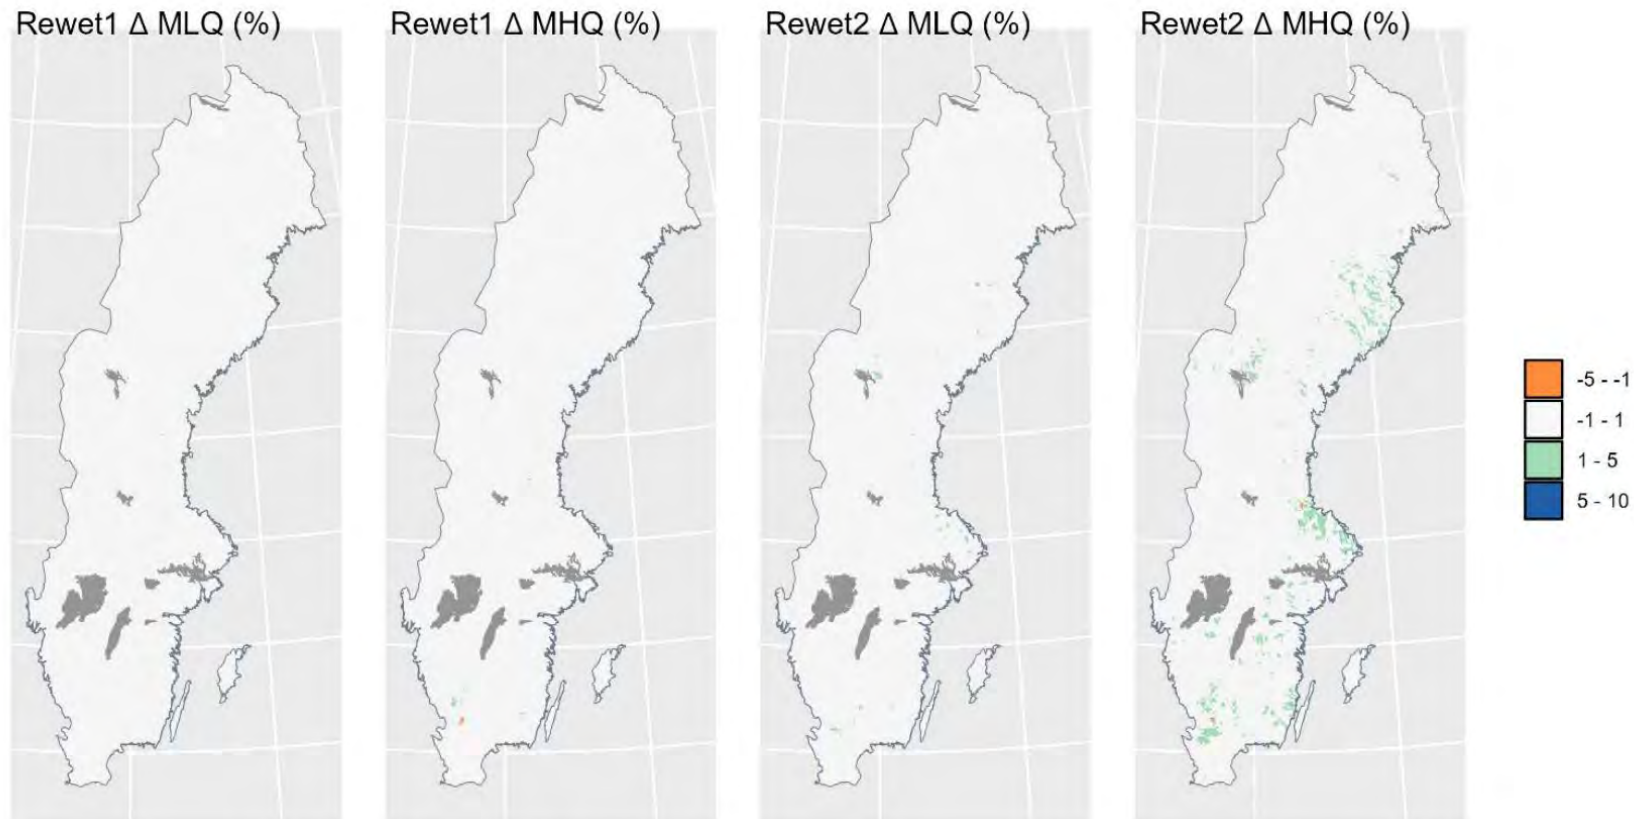 Rewet1 Δ MLQ (%)
Rewet1 Δ MHQ (%)
Rewet2 Δ MLQ (%)
Rewet2 Δ MHQ (%)
-5 - -1
-1 - 1
1 - 5
5 - 10